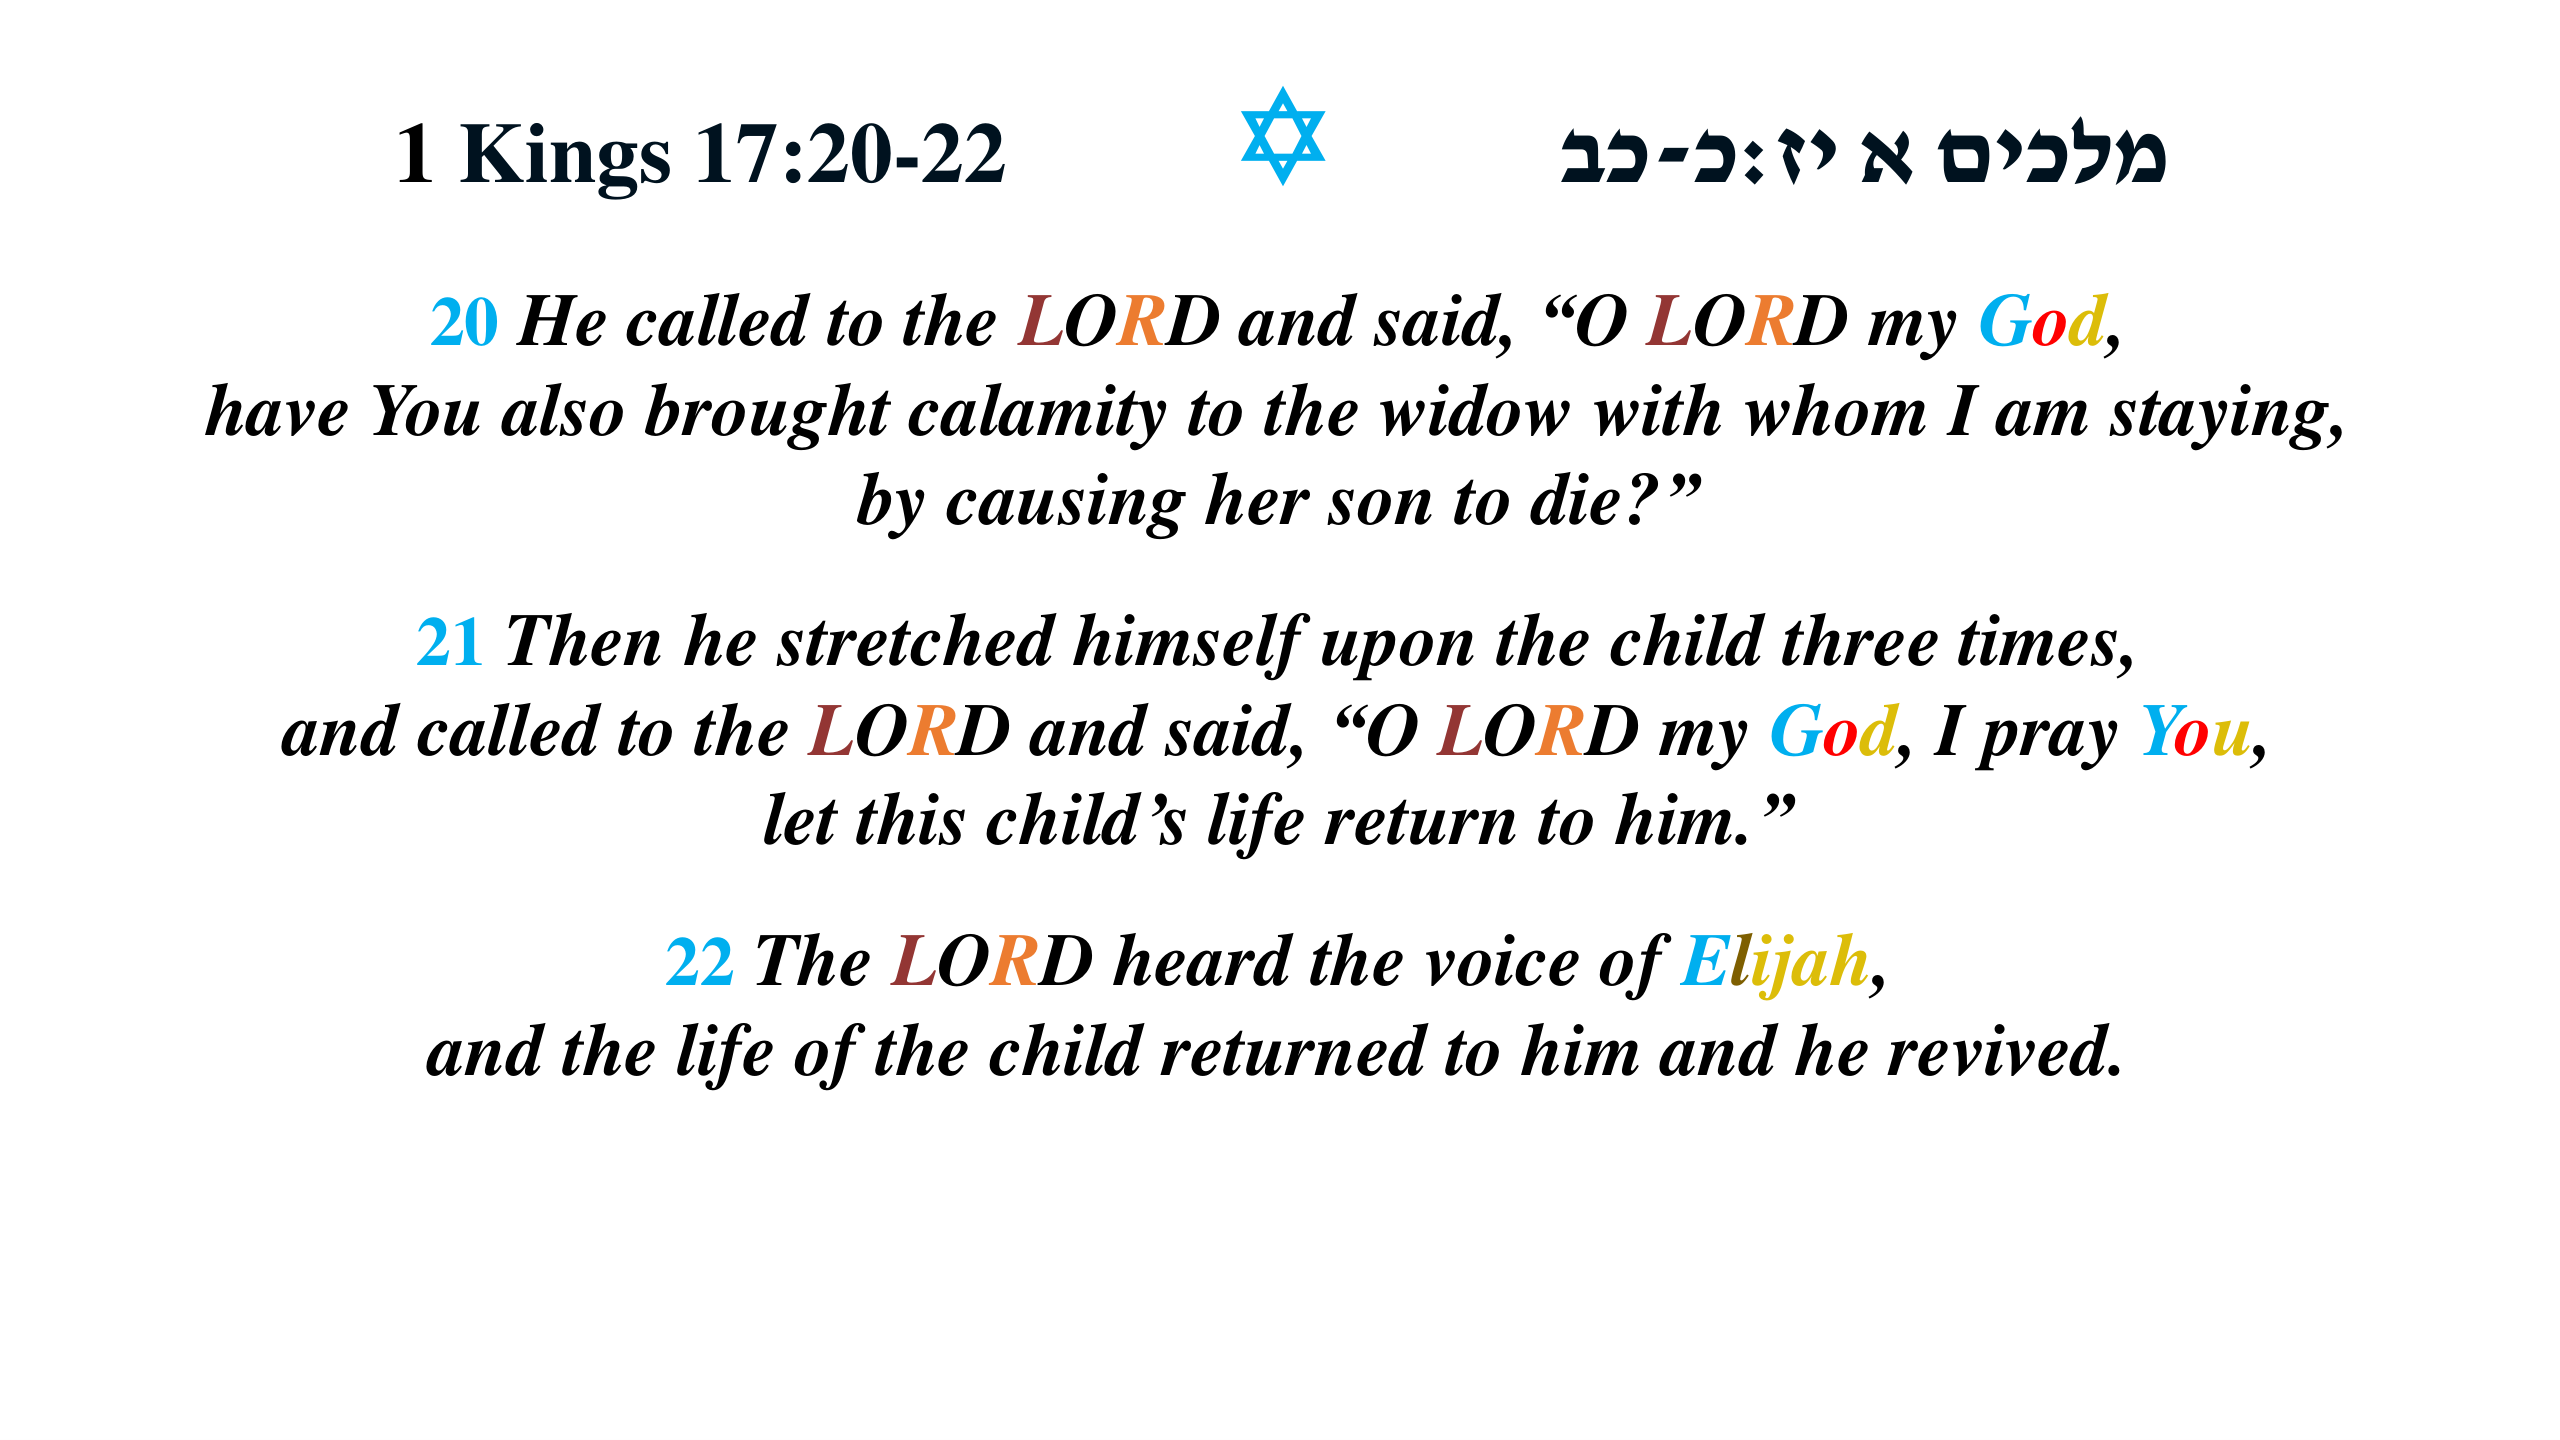 1 Kings 17:20-22 ✡ מלכים א יז:כ-כב
20 He called to the LORD and said, “O LORD my God,
have You also brought calamity to the widow with whom I am staying,
by causing her son to die?”
21 Then he stretched himself upon the child three times,
and called to the LORD and said, “O LORD my God, I pray You,
let this child’s life return to him.”
22 The LORD heard the voice of Elijah,
and the life of the child returned to him and he revived.